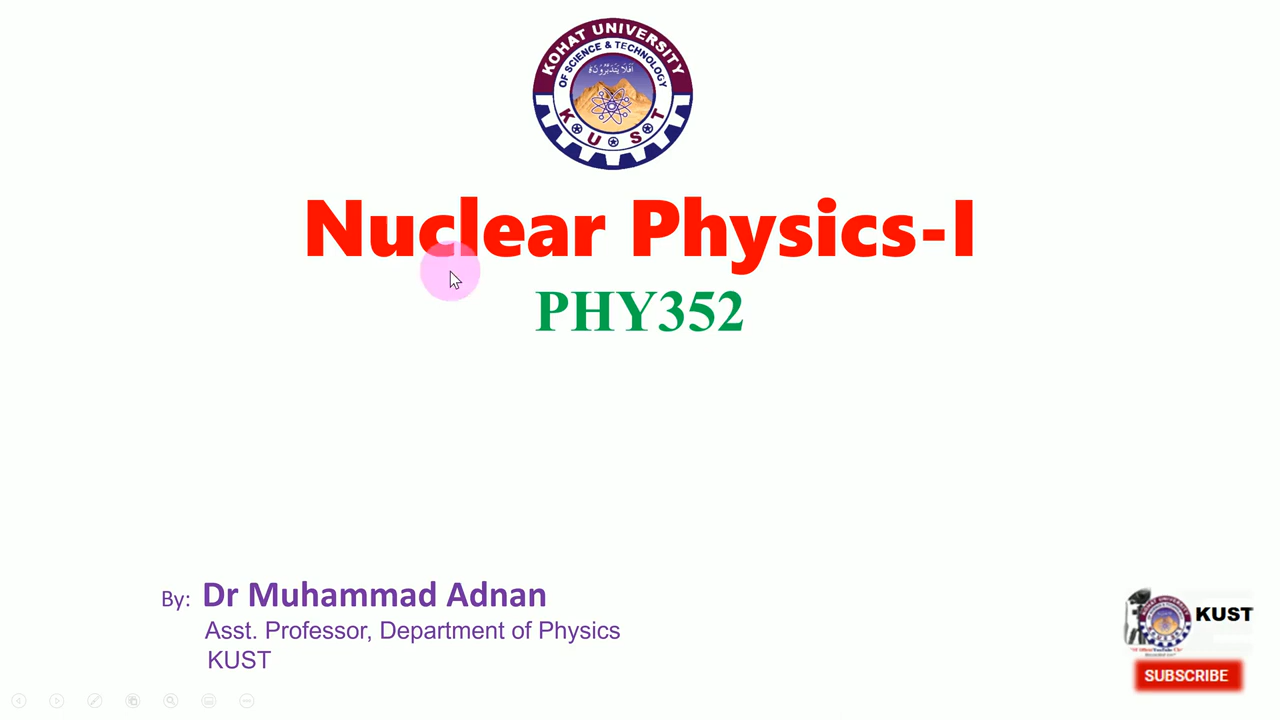 KOHAT UNIVERSITY
OF SCIENCE & TECHNOLOGY
أَفَلَا يَتَدَبَّرُونَ
K U S T
Nuclear Physics-I
PHY352
By: Dr Muhammad Adnan
Asst. Professor, Department of Physics
KUST
KUST
SUBSCRIBE